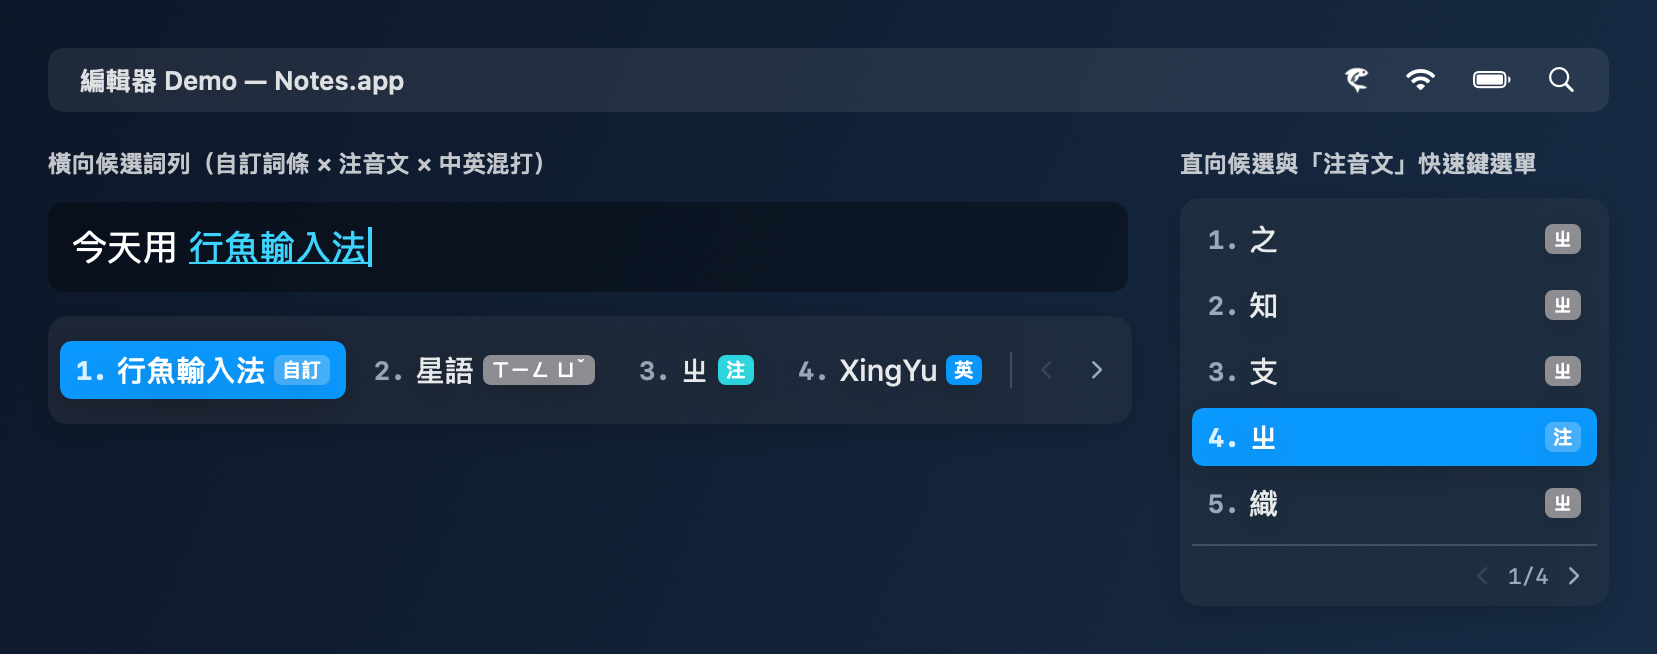 編輯器 Demo — Notes.app
橫向候選詞列（自訂詞條 × 注音文 × 中英混打）
今天用 行魚輸入法
1. 行魚輸入法 自訂 2. 星語 ㄒㄧㄥ ㄩˇ 3. ㄓ 注 4. XingYu 英
直向候選與「注音文」快速鍵選單
1. 之 ㄓ
2. 知 ㄓ
3. 支 ㄓ
4. ㄓ 注
5. 織 ㄓ
1/4